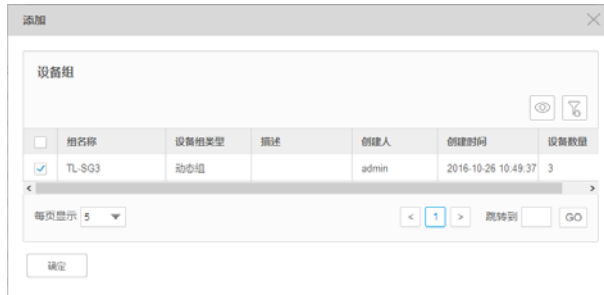 添加
设备组
组名称 设备组类型 描述 创建人 创建时间 设备数量
TL-SG3 动态组 admin 2016-10-26 10:49:37 3
每页显示 5 < 1 > 跳转到 GO
确定